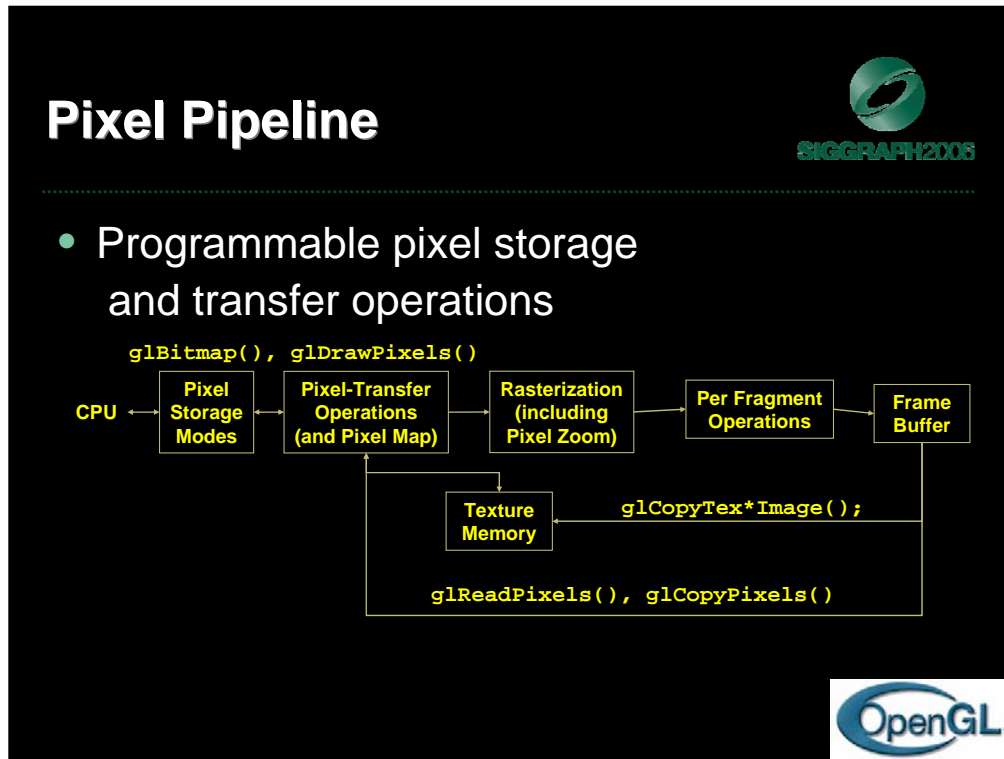 Pixel Pipeline
SIGGRAPH2006
Programmable pixel storage
and transfer operations
glBitmap(), glDrawPixels()
CPU
Pixel
Storage
Modes
Pixel-Transfer
Operations
(and Pixel Map)
Rasterization
(including
Pixel Zoom)
Per Fragment
Operations
Frame
Buffer
Texture
Memory
glCopyTex*Image();
glReadPixels(), glCopyPixels()
OpenGL